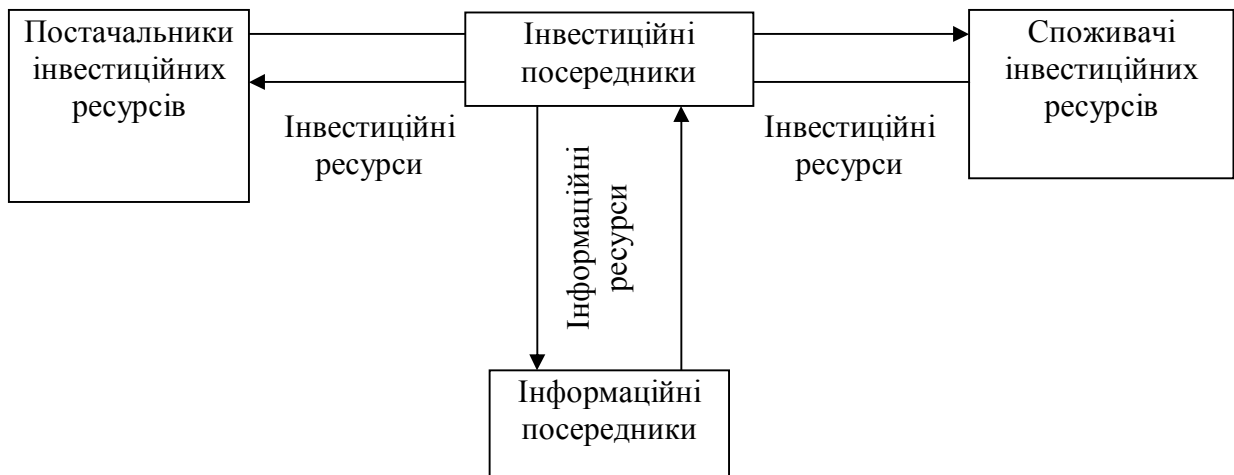 Постачальники
інвестиційних
ресурсів
Інвестиційні
посередники
Споживачі
інвестиційних
ресурсів
Інвестиційні
ресурси
Інвестиційні
ресурси
Інформаційні
ресурси
Інформаційні
посередники